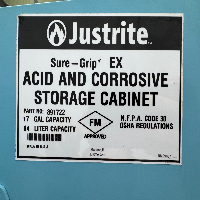 Justrite
Sure-Grip EX
ACID AND CORROSIVE
STORAGE CABINET
PART No 891722
17 GAL CAPACITY
64 LITER CAPACITY
FM
APPROVED
N.F.P.A. CODE 30
OSHA REGULATIONS